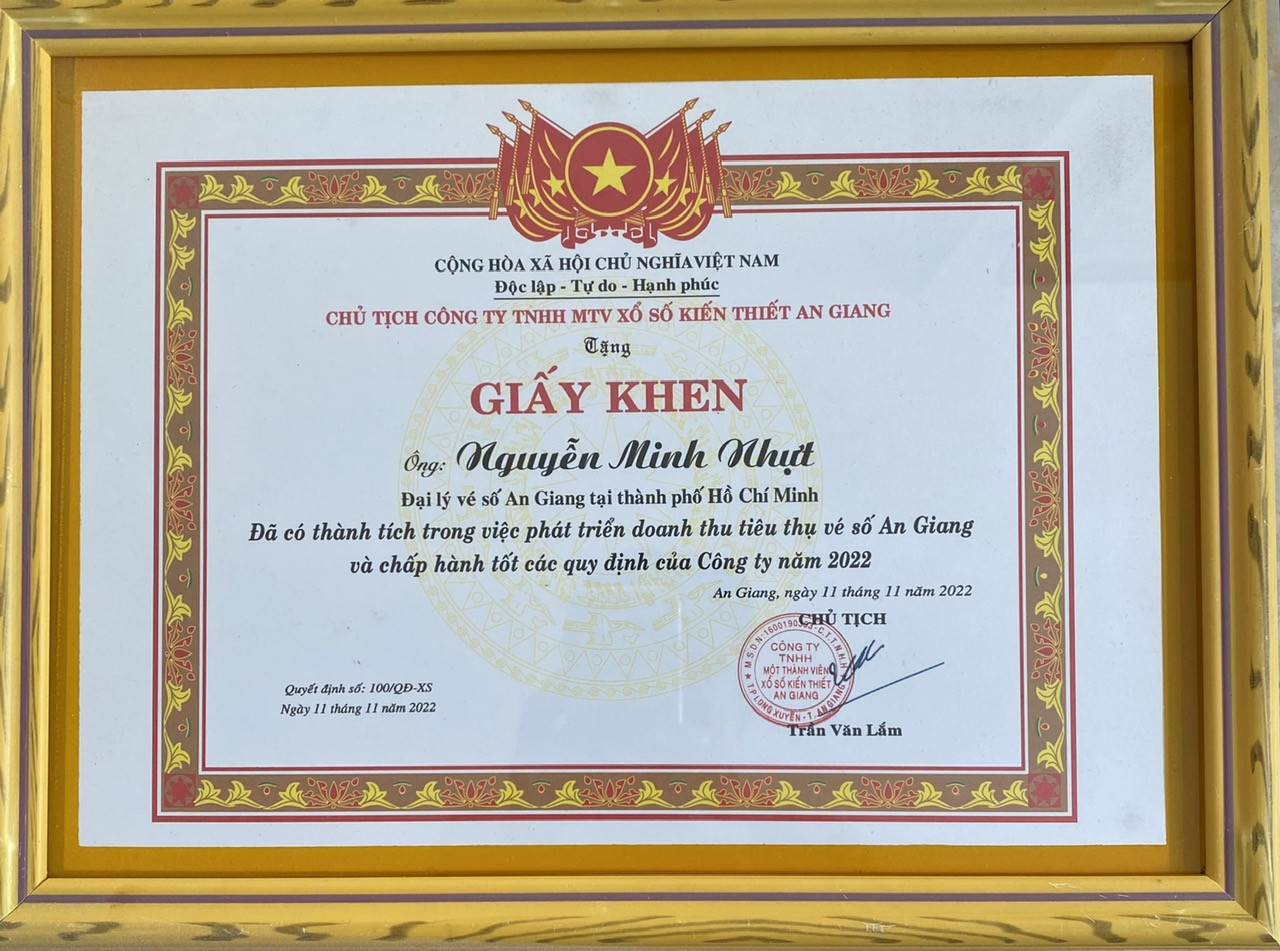 CỘNG HÒA XÃ HỘI CHỦ NGHĨA VIỆT NAM
Độc lập - Tự do - Hạnh phúc
CHỦ TỊCH CÔNG TY TNHH MTV XỔ SỐ KIẾN THIẾT AN GIANG
Tặng
GIẤY KHEN
Ông: Nguyễn Minh Nhựt
Đại lý vé số An Giang tại thành phố Hồ Chí Minh
Đã có thành tích trong việc phát triển doanh thu tiêu thụ vé số An Giang
và chấp hành tốt các quy định của Công ty năm 2022
An Giang, ngày 11 tháng 11 năm 2022
CHỦ TỊCH
M.S.D.N: - C.T.T.N.H.H
CÔNG TY
TNHH
MỘT THÀNH VIÊN
XỔ SỐ KIẾN THIẾT
AN GIANG
T.P LONG XUYÊN - T. AN GIANG
Quyết định số: 100/QĐ-XS
Ngày 11 tháng 11 năm 2022
Trần Văn Lắm